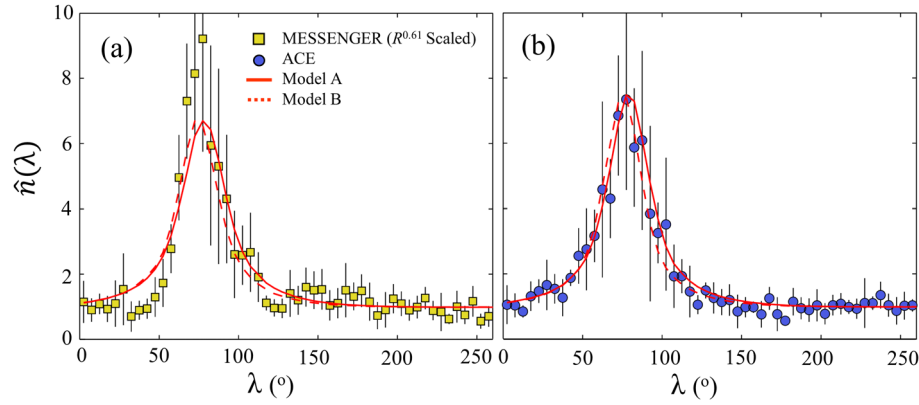 10
8
6
4
2
0
n̂(λ)
(a)
MESSENGER (R^0.61 Scaled)
ACE
Model A
Model B
0 50 100 150 200 250
λ (°)
(b)
0 50 100 150 200 250
λ (°)